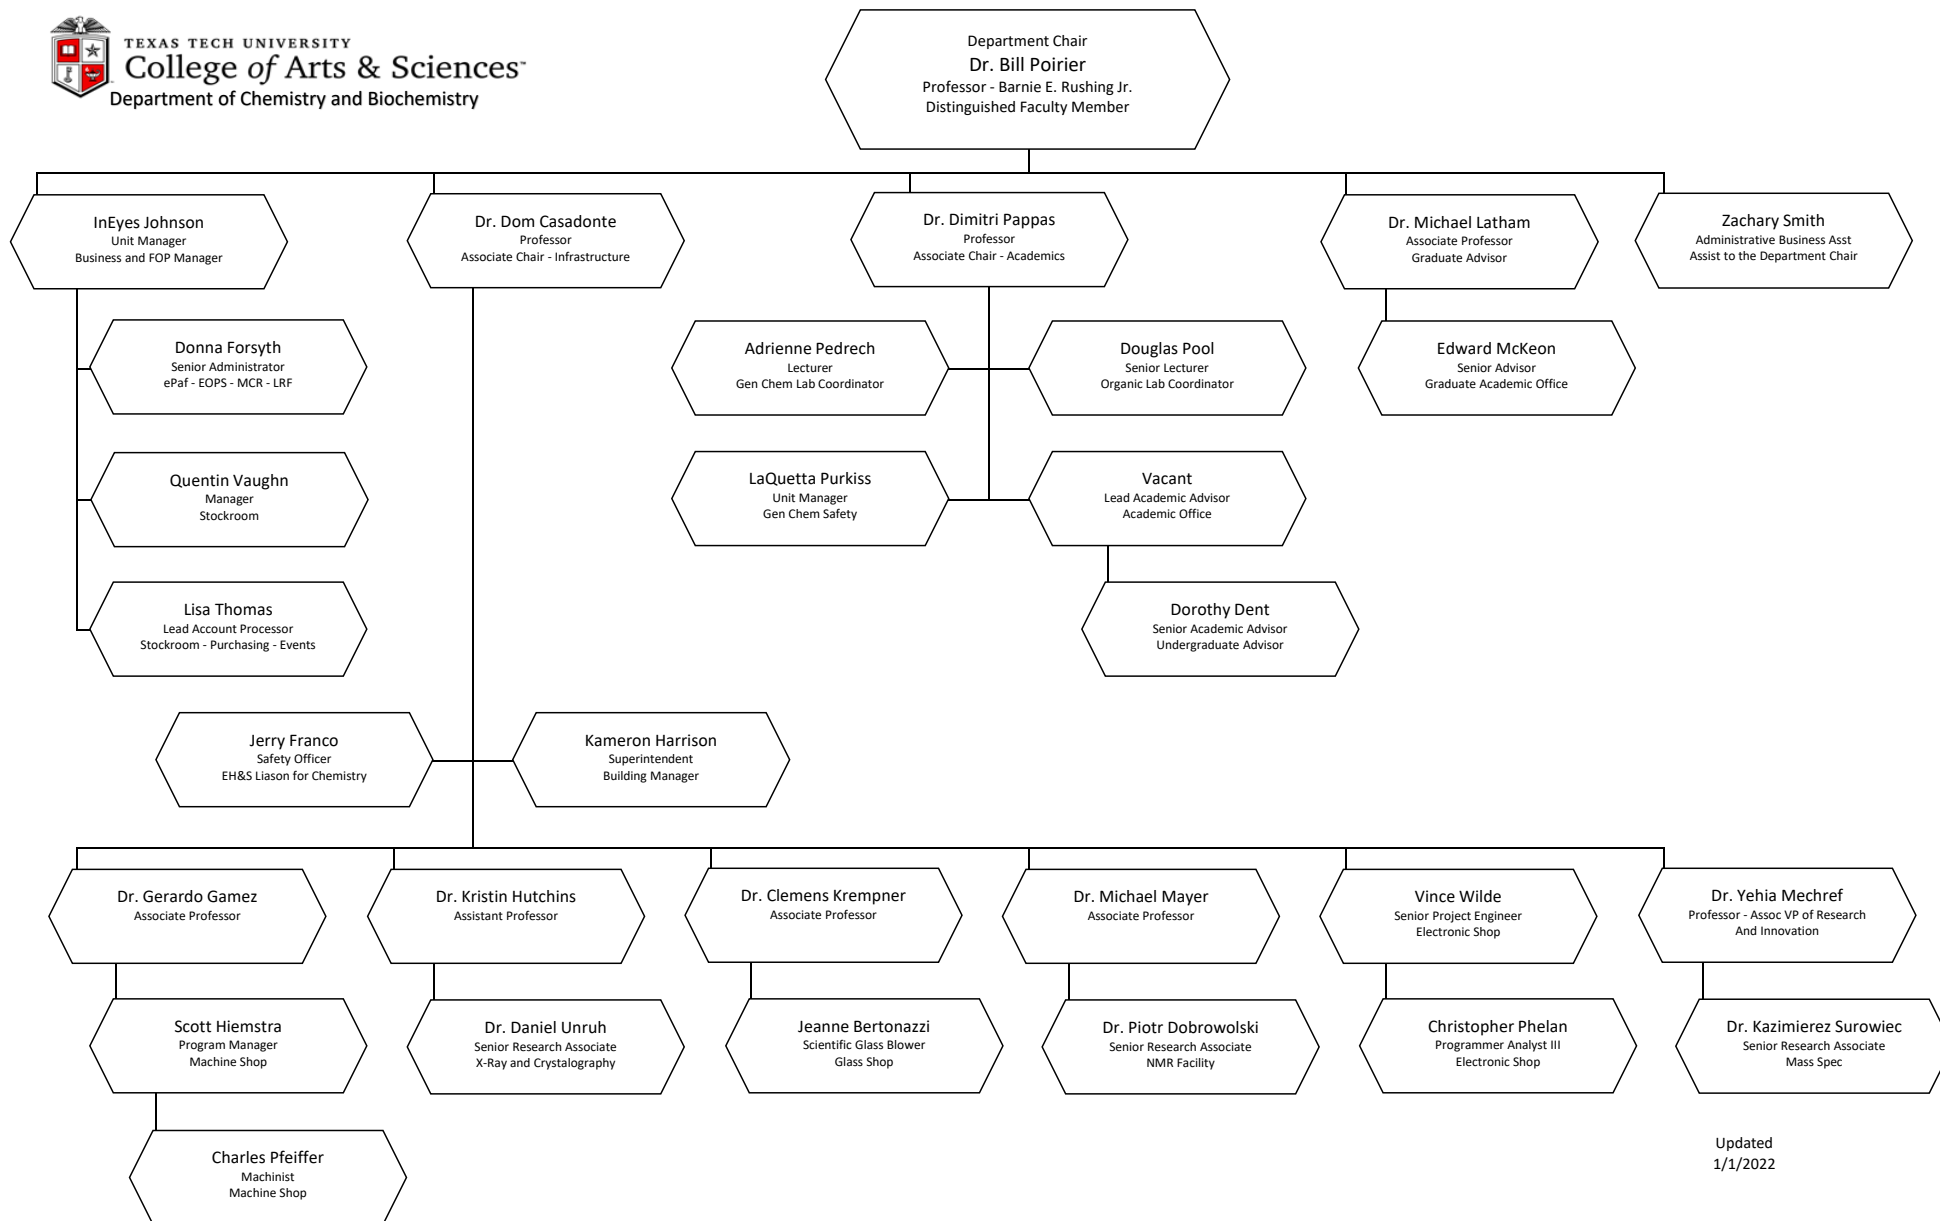 TEXAS TECH UNIVERSITY
College of Arts & Sciences™
Department of Chemistry and Biochemistry
Department Chair
Dr. Bill Poirier
Professor - Barnie E. Rushing Jr.
Distinguished Faculty Member
InEyes Johnson
Unit Manager
Business and FOP Manager
Dr. Dom Casadonte
Professor
Associate Chair - Infrastructure
Dr. Dimitri Pappas
Professor
Associate Chair - Academics
Dr. Michael Latham
Associate Professor
Graduate Advisor
Zachary Smith
Administrative Business Asst
Assist to the Department Chair
Donna Forsyth
Senior Administrator
ePaf - EOPS - MCR - LRF
Adrienne Pedrech
Lecturer
Gen Chem Lab Coordinator
Douglas Pool
Senior Lecturer
Organic Lab Coordinator
Edward McKeon
Senior Advisor
Graduate Academic Office
Quentin Vaughn
Manager
Stockroom
LaQuetta Purkiss
Unit Manager
Gen Chem Safety
Vacant
Lead Academic Advisor
Academic Office
Lisa Thomas
Lead Account Processor
Stockroom - Purchasing - Events
Dorothy Dent
Senior Academic Advisor
Undergraduate Advisor
Jerry Franco
Safety Officer
EH&S Liason for Chemistry
Kameron Harrison
Superintendent
Building Manager
Dr. Gerardo Gamez
Associate Professor
Dr. Kristin Hutchins
Assistant Professor
Dr. Clemens Krempner
Associate Professor
Dr. Michael Mayer
Associate Professor
Vince Wilde
Senior Project Engineer
Electronic Shop
Dr. Yehia Mechref
Professor - Assoc VP of Research
And Innovation
Scott Hiemstra
Program Manager
Machine Shop
Dr. Daniel Unruh
Senior Research Associate
X-Ray and Crystalography
Jeanne Bertonazzi
Scientific Glass Blower
Glass Shop
Dr. Piotr Dobrowolski
Senior Research Associate
NMR Facility
Christopher Phelan
Programmer Analyst III
Electronic Shop
Dr. Kazimierez Surowiec
Senior Research Associate
Mass Spec
Charles Pfeiffer
Machinist
Machine Shop
Updated
1/1/2022